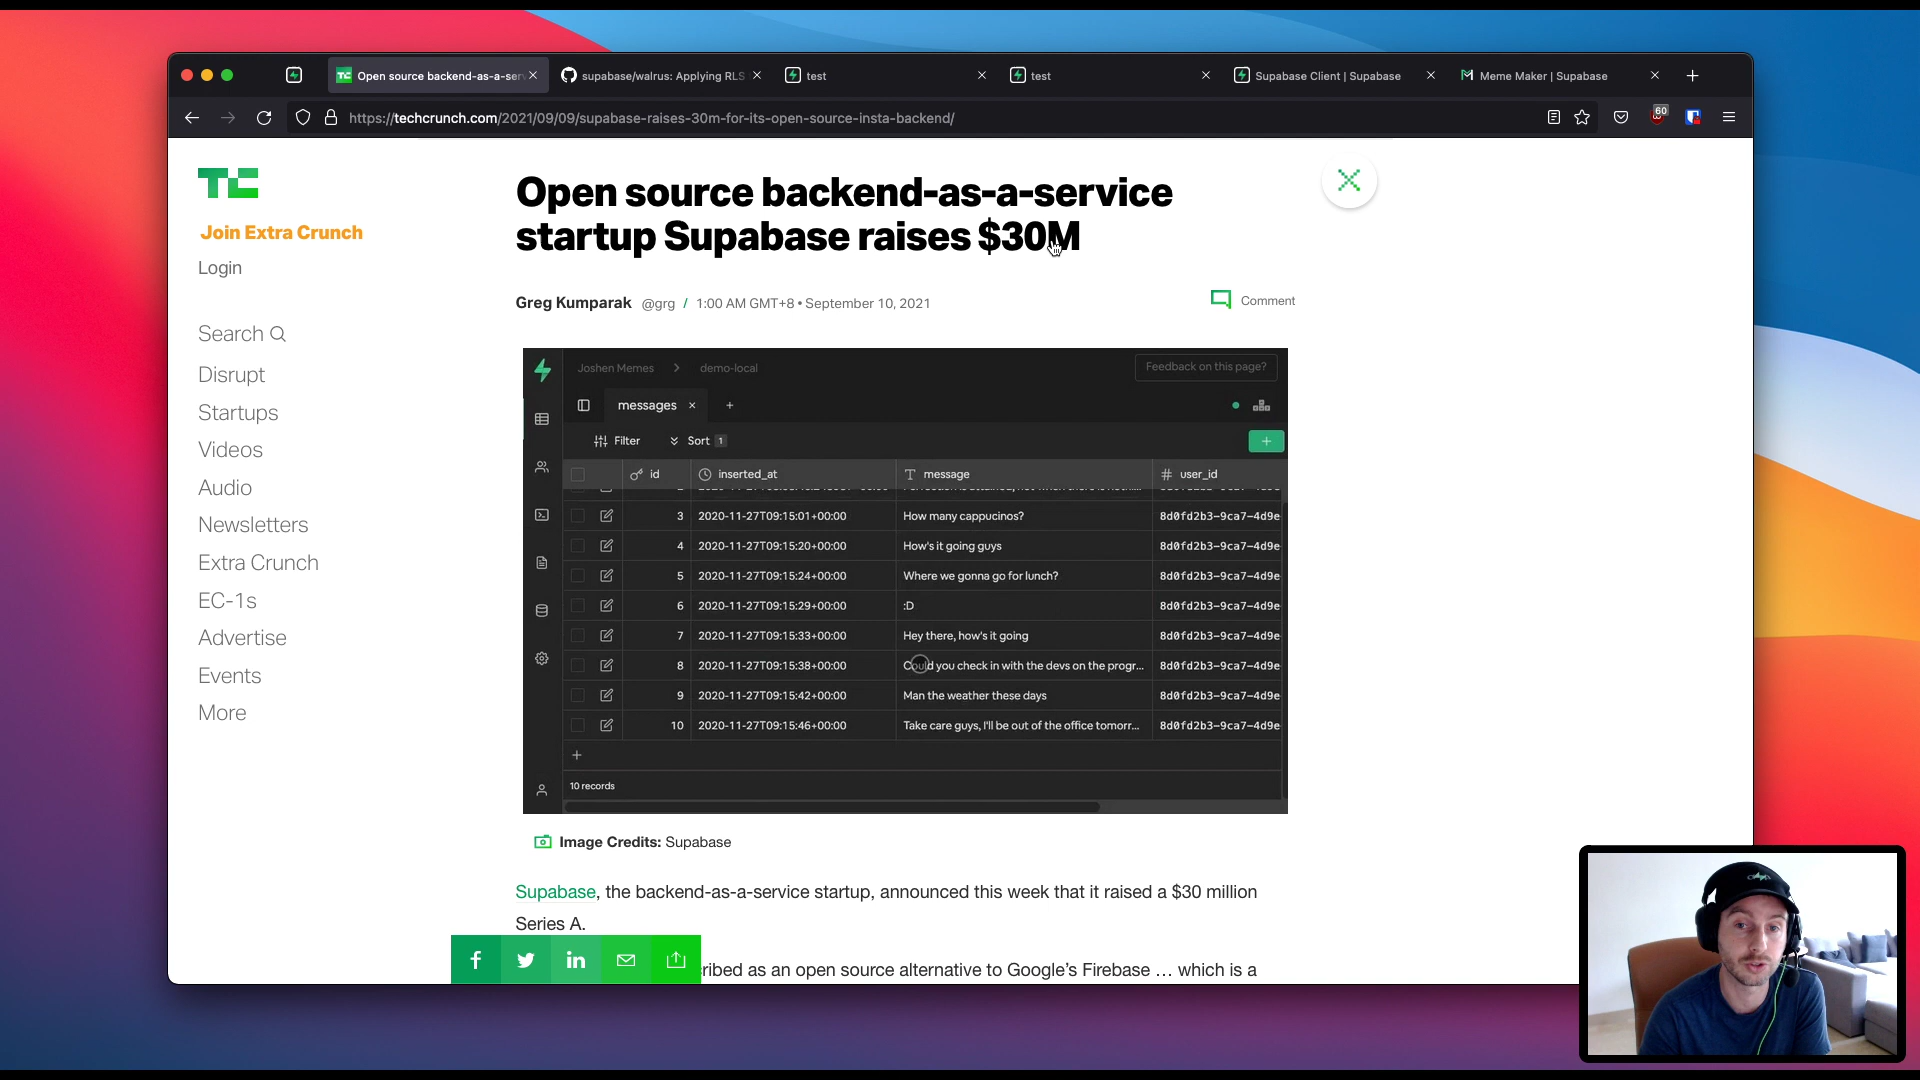 Open source backend-as-a-ser
supabase/walrus: Applying RLS
test
test
Supabase Client | Supabase
Meme Maker | Supabase
https://techcrunch.com/2021/09/09/supabase-raises-30m-for-its-open-source-insta-backend/
60
TC
Join Extra Crunch
Login
Search
Disrupt
Startups
Videos
Audio
Newsletters
Extra Crunch
EC-1s
Advertise
Events
More
Open source backend-as-a-service
startup Supabase raises $30M
Greg Kumparak @grg / 1:00 AM GMT+8 • September 10, 2021
Comment
Joshen Memes > demo-local
Feedback on this page?
messages × +
Filter Sort 1
+
id inserted_at message user_id
3 2020-11-27T09:15:01+00:00 How many cappucinos? 8d0fd2b3-9ca7-4d9e
4 2020-11-27T09:15:20+00:00 How's it going guys 8d0fd2b3-9ca7-4d9e
5 2020-11-27T09:15:24+00:00 Where we gonna go for lunch? 8d0fd2b3-9ca7-4d9e
6 2020-11-27T09:15:29+00:00 :D 8d0fd2b3-9ca7-4d9e
7 2020-11-27T09:15:33+00:00 Hey there, how's it going 8d0fd2b3-9ca7-4d9e
8 2020-11-27T09:15:38+00:00 Could you check in with the devs on the progr... 8d0fd2b3-9ca7-4d9e
9 2020-11-27T09:15:42+00:00 Man the weather these days 8d0fd2b3-9ca7-4d9e
10 2020-11-27T09:15:46+00:00 Take care guys, I'll be out of the office tomorr... 8d0fd2b3-9ca7-4d9e
+
10 records
Image Credits: Supabase
Supabase, the backend-as-a-service startup, announced this week that it raised a $30 million
Series A.
ribed as an open source alternative to Google's Firebase … which is a